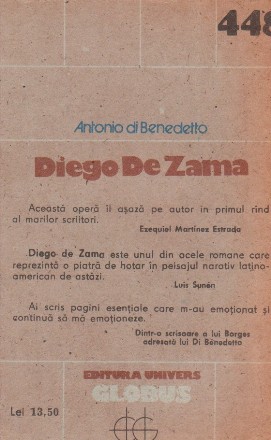 448
Antonio di Benedetto
Diego De Zama
Această operă îl așază pe autor în primul rînd
al marilor scriitori.
Ezequiel Martinez Estrada
Diego de Zama este unul din acele romane care
reprezintă o piatră de hotar în peisajul narativ latino-
american de astăzi.
Luis Sunén
Ai scris pagini esențiale care m-au emoționat și
continuă să mă emoționeze.
Dintr-o scrisoare a lui Borges
adresată lui Di Benedetto
EDITURA UNIVERS
GLOBUS
Lei 13,50